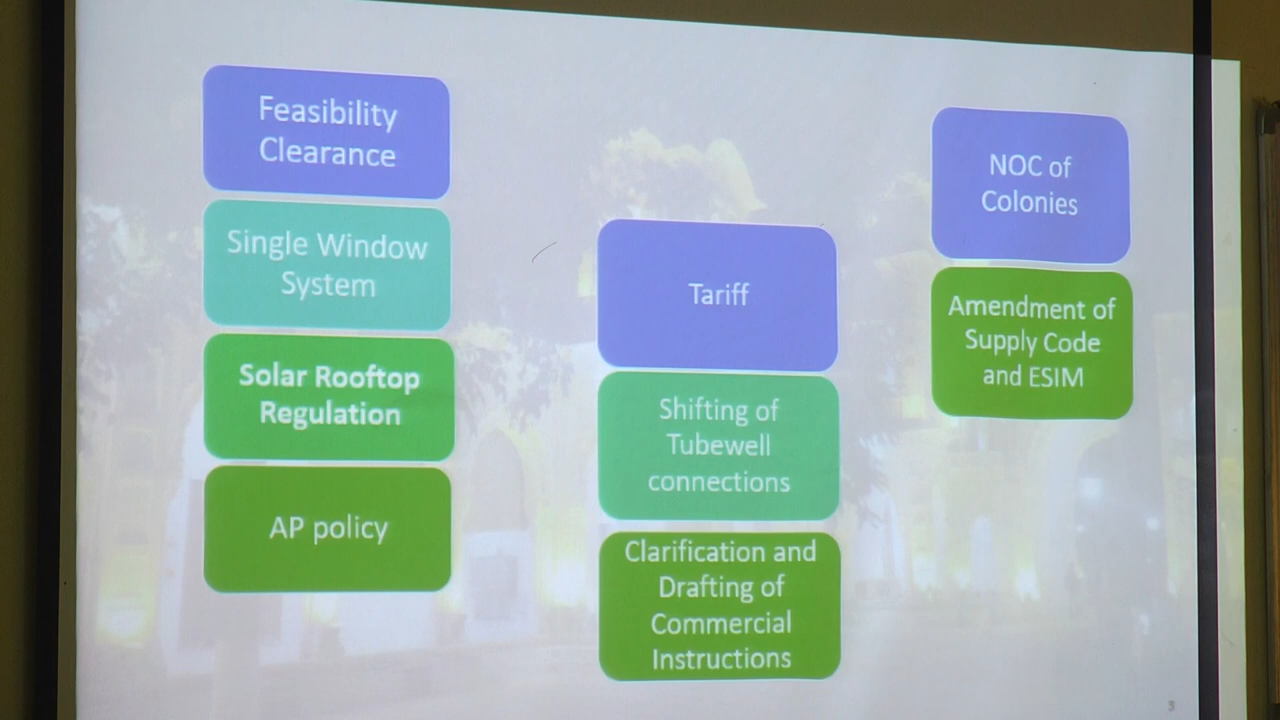 Feasibility
Clearance
Single Window
System
Solar Rooftop
Regulation
AP policy
Tariff
Shifting of
Tubewell
connections
Clarification and
Drafting of
Commercial
Instructions
NOC of
Colonies
Amendment of
Supply Code
and ESIM
3